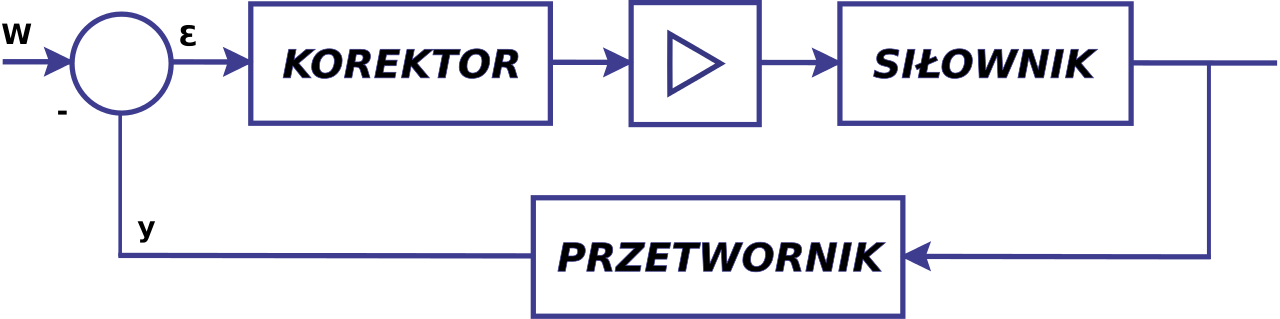 w
ε
KOREKTOR
SIŁOWNIK
-
y
PRZETWORNIK